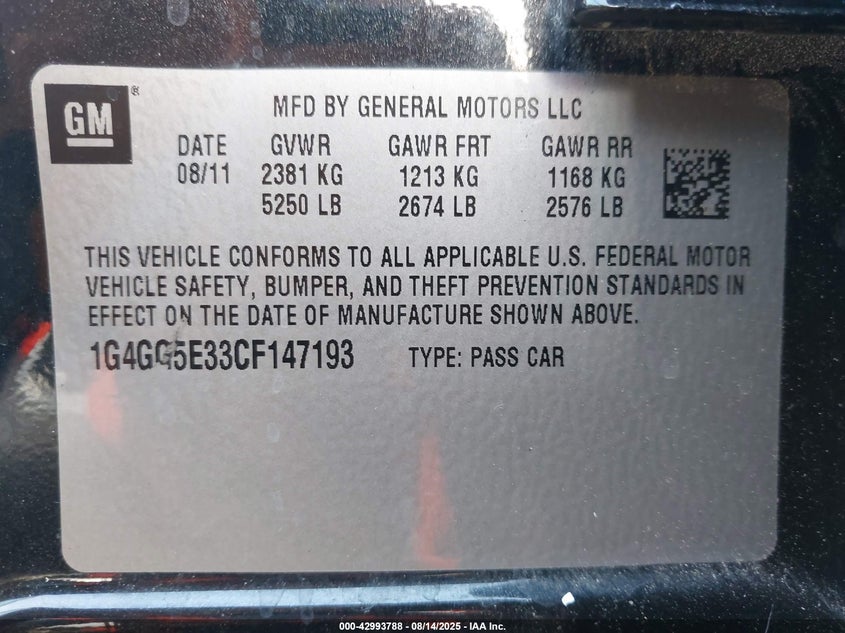 GM®
MFD BY GENERAL MOTORS LLC
DATE GVWR GAWR FRT GAWR RR
08/11 2381 KG 1213 KG 1168 KG
5250 LB 2674 LB 2576 LB
THIS VEHICLE CONFORMS TO ALL APPLICABLE U.S. FEDERAL MOTOR
VEHICLE SAFETY, BUMPER, AND THEFT PREVENTION STANDARDS IN
EFFECT ON THE DATE OF MANUFACTURE SHOWN ABOVE.
1G4GG5E33CF147193 TYPE: PASS CAR
000-42993788 - 08/14/2025 - IAA Inc.